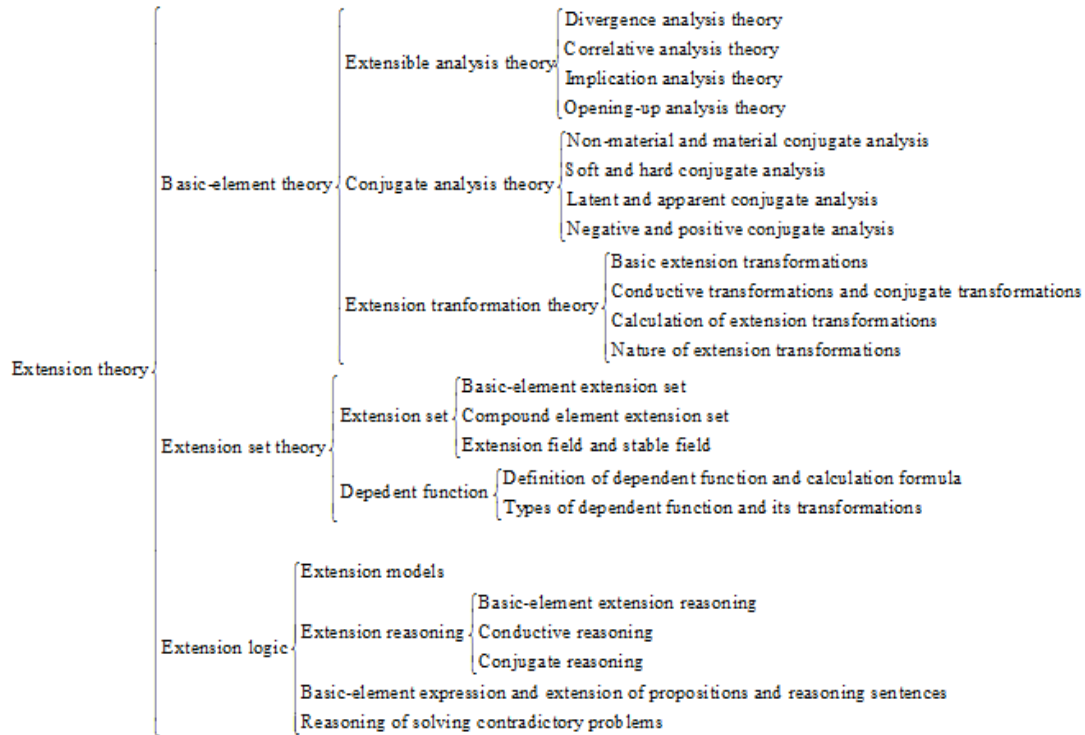 Divergence analysis theory
Correlative analysis theory
Extensible analysis theory
Implication analysis theory
Opening-up analysis theory
Non-material and material conjugate analysis
Soft and hard conjugate analysis
Basic-element theory
Conjugate analysis theory
Latent and apparent conjugate analysis
Negative and positive conjugate analysis
Basic extension transformations
Conductive transformations and conjugate transformations
Extension tranformation theory
Calculation of extension transformations
Nature of extension transformations
Extension theory
Basic-element extension set
Extension set
Compound element extension set
Extension set theory
Extension field and stable field
Definition of dependent function and calculation formula
Depedent function
Types of dependent function and its transformations
Extension models
Basic-element extension reasoning
Extension reasoning
Conductive reasoning
Extension logic
Conjugate reasoning
Basic-element expression and extension of propositions and reasoning sentences
Reasoning of solving contradictory problems